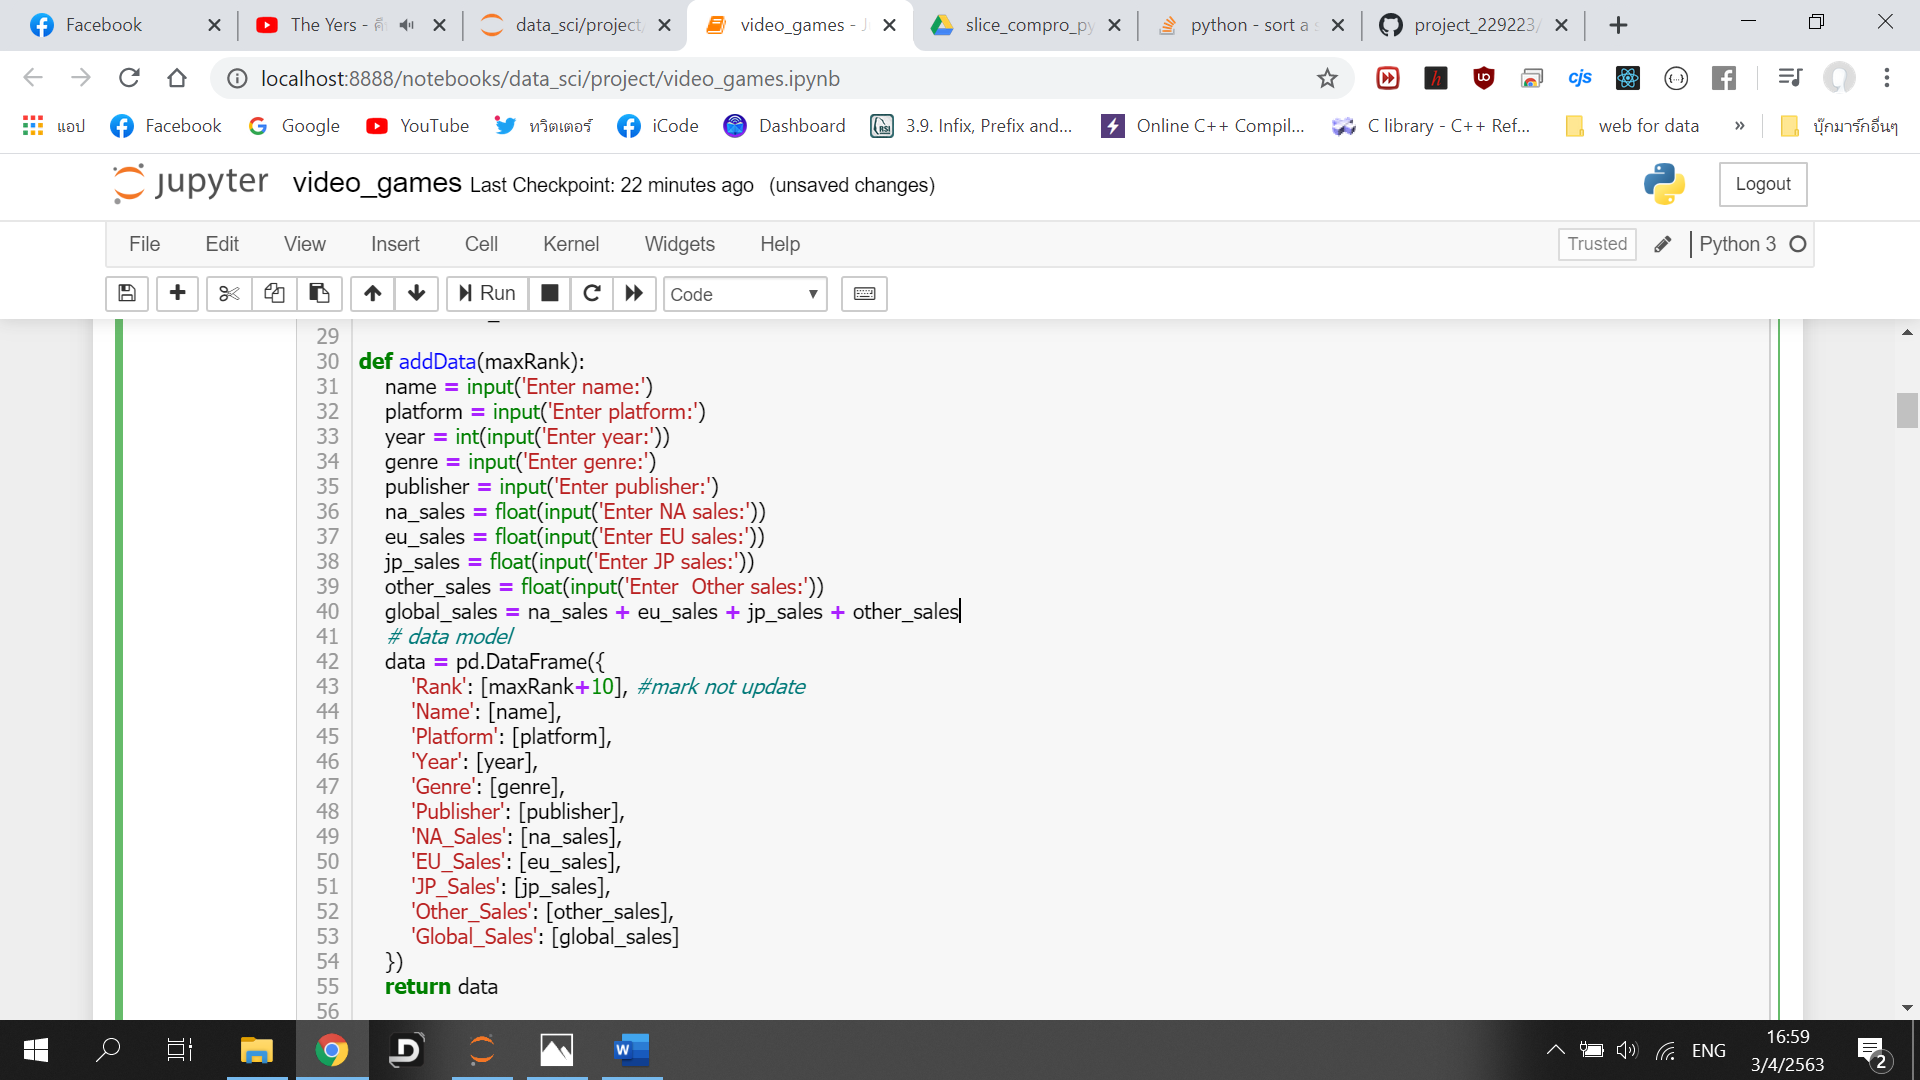 Facebook
The Yers - คื
data_sci/project/
video_games - J
slice_compro_py
python - sort a s
project_229223/
localhost:8888/notebooks/data_sci/project/video_games.ipynb
แอป
Facebook
Google
YouTube
ทวิตเตอร์
iCode
Dashboard
3.9. Infix, Prefix and...
Online C++ Compil...
C library - C++ Ref...
web for data
»
บุ๊กมาร์กอื่นๆ
jupyter
video_games Last Checkpoint: 22 minutes ago (unsaved changes)
Logout
File Edit View Insert Cell Kernel Widgets Help
Trusted
Python 3
Run
Code
29
30 def addData(maxRank):
31 name = input('Enter name:')
32 platform = input('Enter platform:')
33 year = int(input('Enter year:'))
34 genre = input('Enter genre:')
35 publisher = input('Enter publisher:')
36 na_sales = float(input('Enter NA sales:'))
37 eu_sales = float(input('Enter EU sales:'))
38 jp_sales = float(input('Enter JP sales:'))
39 other_sales = float(input('Enter  Other sales:'))
40 global_sales = na_sales + eu_sales + jp_sales + other_sales
41 # data model
42 data = pd.DataFrame({
43 'Rank': [maxRank+10], #mark not update
44 'Name': [name],
45 'Platform': [platform],
46 'Year': [year],
47 'Genre': [genre],
48 'Publisher': [publisher],
49 'NA_Sales': [na_sales],
50 'EU_Sales': [eu_sales],
51 'JP_Sales': [jp_sales],
52 'Other_Sales': [other_sales],
53 'Global_Sales': [global_sales]
54 })
55 return data
56
ENG
16:59
3/4/2563
2